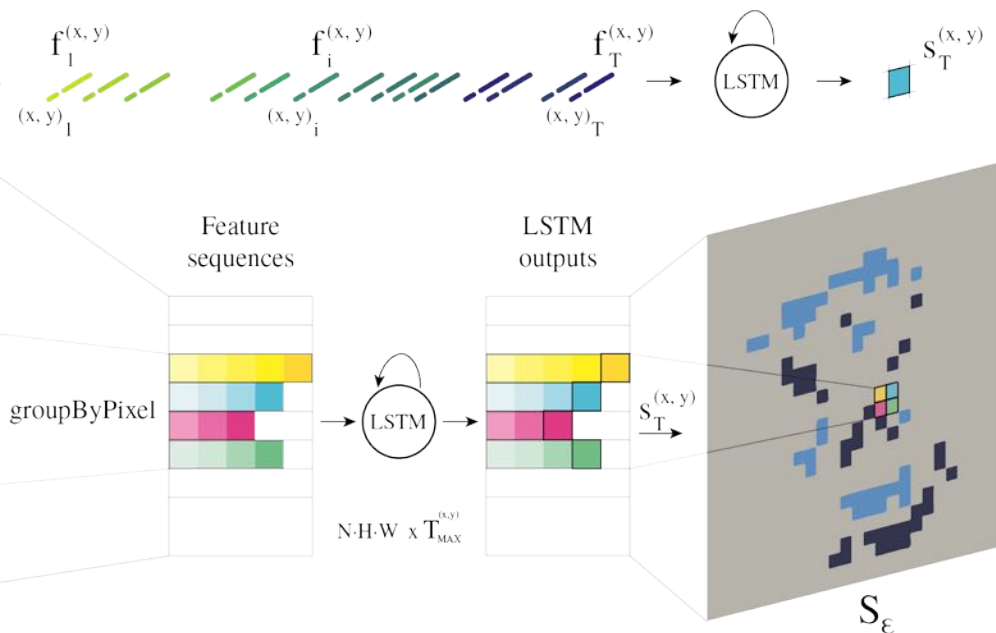 f_1^(x, y)
f_i^(x, y)
f_T^(x, y)
LSTM
S_T^(x, y)
(x, y)_1
(x, y)_i
(x, y)_T
Feature
sequences
LSTM
outputs
groupByPixel
LSTM
S_T^(x, y)
N·H·W x T_MAX^(x,y)
S_ε